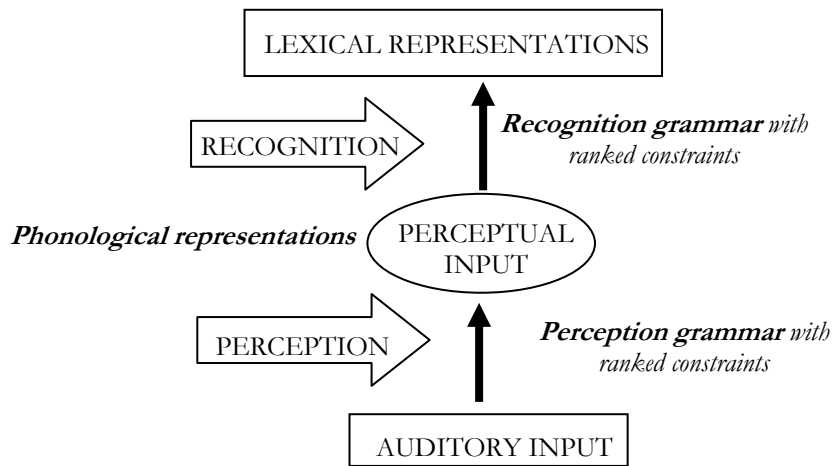 LEXICAL REPRESENTATIONS
Recognition grammar with
ranked constraints
RECOGNITION
Phonological representations
PERCEPTUAL
INPUT
Perception grammar with
ranked constraints
PERCEPTION
AUDITORY INPUT